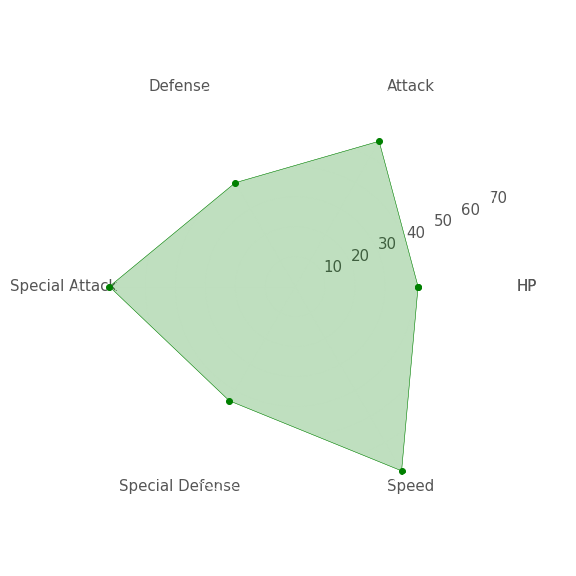 Defense
Attack
70
60
50
40
30
20
10
Special Attack
HP
Special Defense
Speed